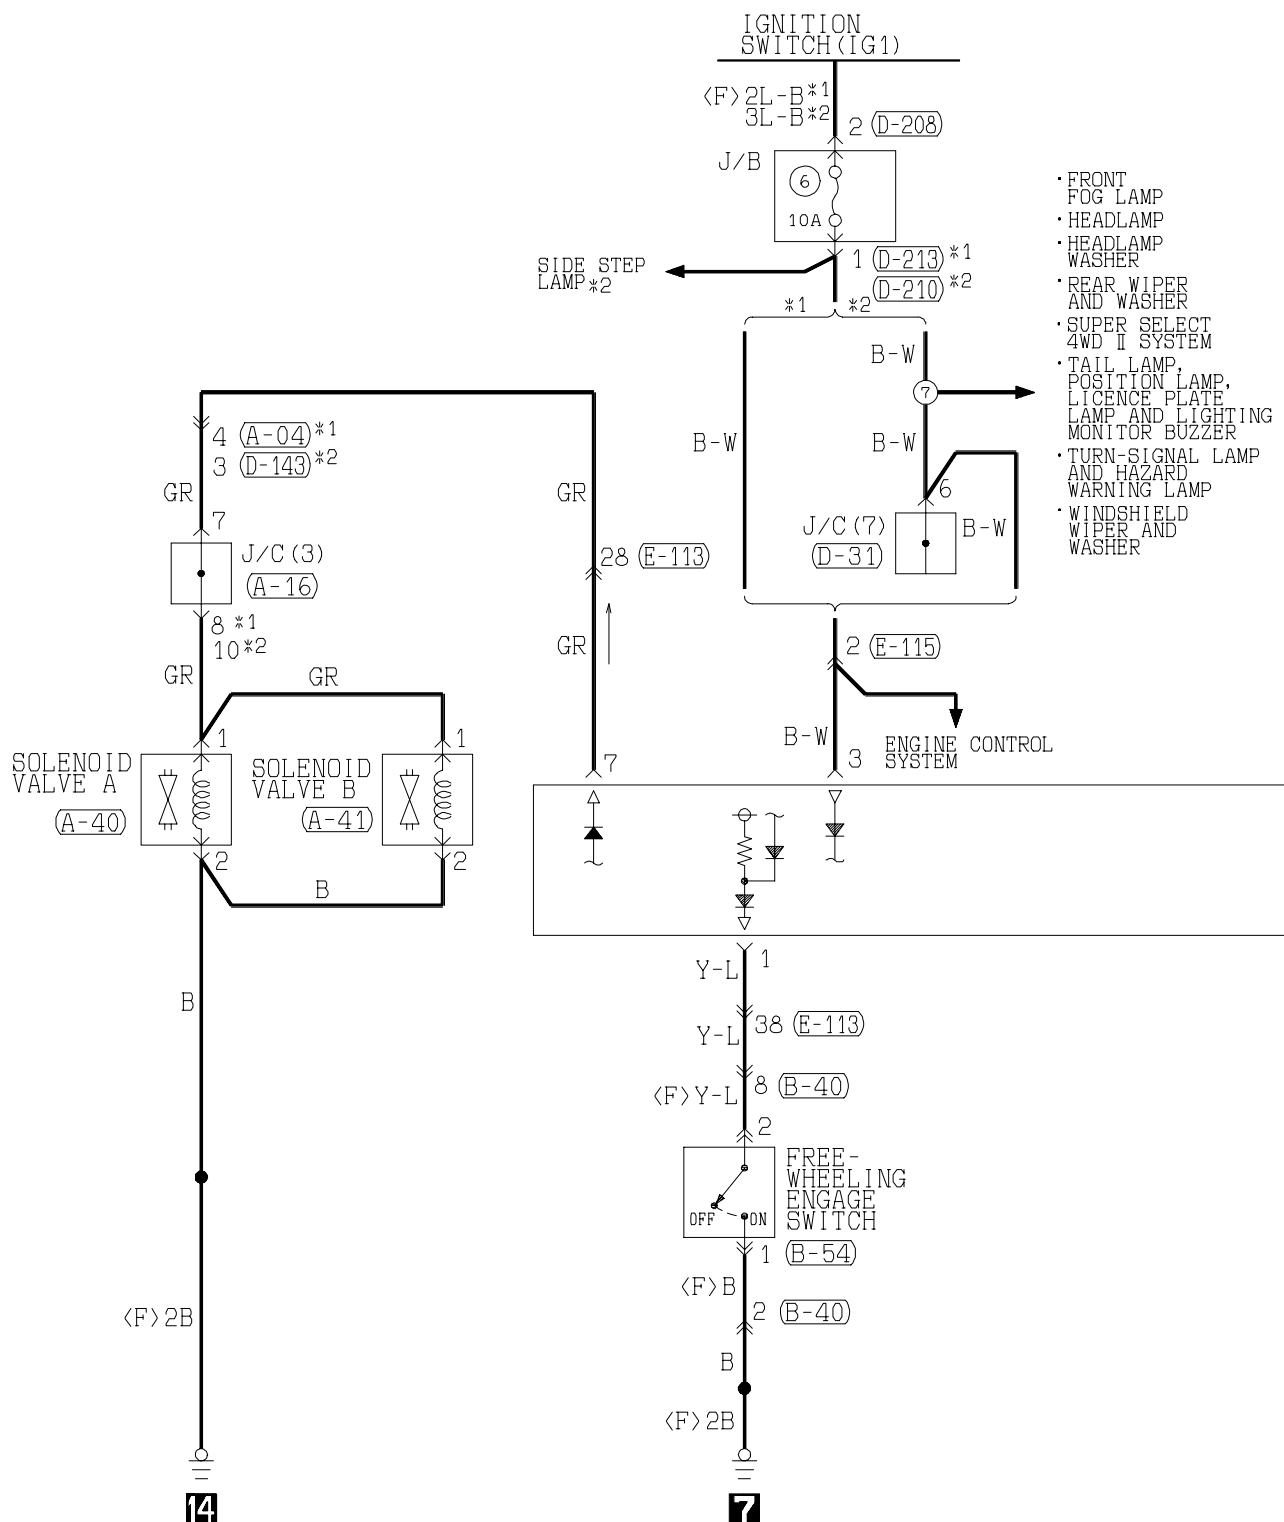 IGNITION
SWITCH(IG1)
<F>2L-B*1
3L-B*2
2 (D-208)
J/B
6
10A
1 (D-213)*1
(D-210)*2
SIDE STEP
LAMP*2
*1 *2
B-W
7
B-W
B-W
6
J/C(7)
(D-31)
B-W
・FRONT
FOG LAMP
・HEADLAMP
・HEADLAMP
WASHER
・REAR WIPER
AND WASHER
・SUPER SELECT
4WD Ⅱ SYSTEM
・TAIL LAMP,
POSITION LAMP,
LICENCE PLATE
LAMP AND LIGHTING
MONITOR BUZZER
・TURN-SIGNAL LAMP
AND HAZARD
WARNING LAMP
・WINDSHIELD
WIPER AND
WASHER
4 (A-04)*1
3 (D-143)*2
GR
7
J/C(3)
(A-16)
8 *1
10*2
GR
GR
GR
28 (E-113)
GR
7
2 (E-115)
B-W
3
ENGINE CONTROL
SYSTEM
SOLENOID
VALVE A
(A-40)
1
2
SOLENOID
VALVE B
(A-41)
1
2
B
B
<F>2B
14
1
Y-L
38 (E-113)
Y-L
8 (B-40)
<F>Y-L
2
OFF ON
FREE-
WHEELING
ENGAGE
SWITCH
1 (B-54)
<F>B
2 (B-40)
B
<F>2B
7